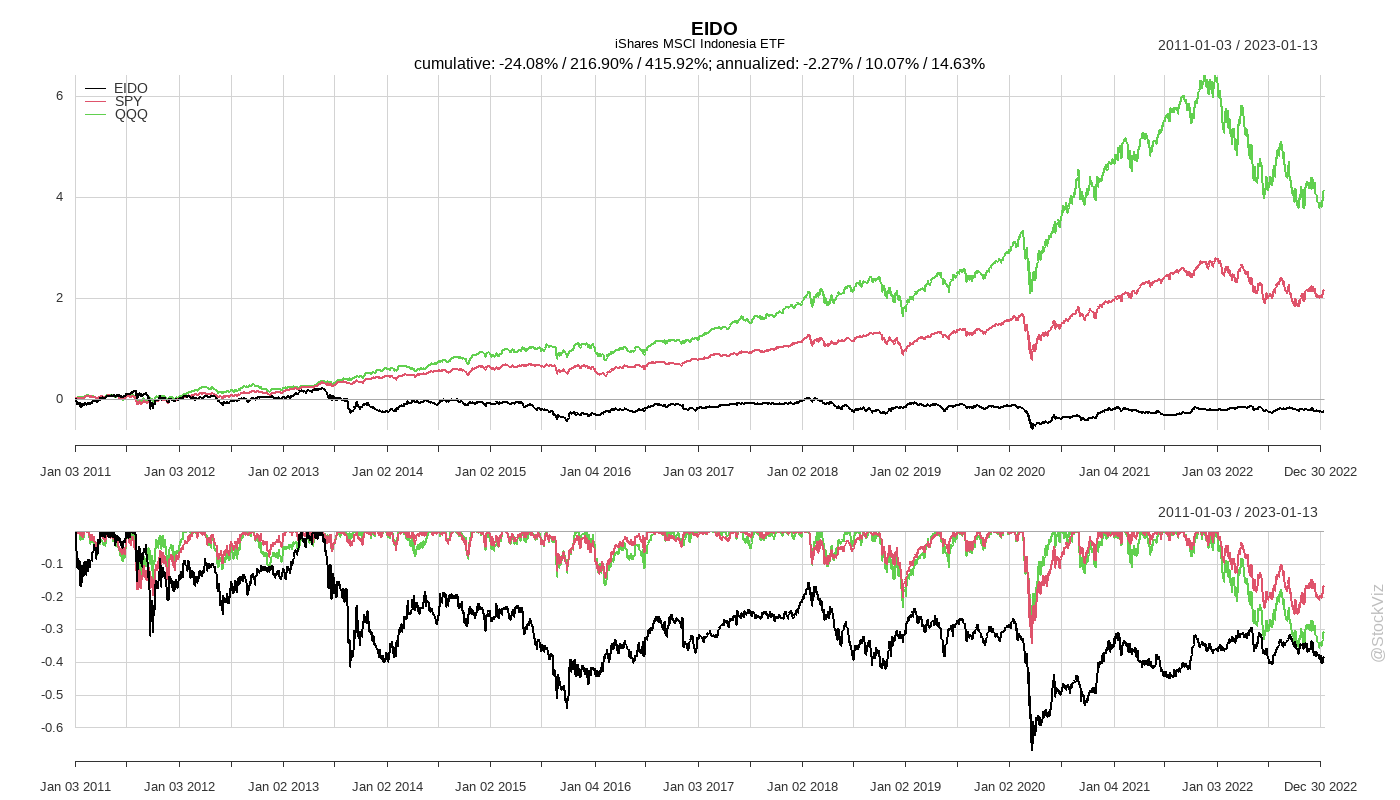 EIDO
iShares MSCI Indonesia ETF
2011-01-03 / 2023-01-13
cumulative: -24.08% / 216.90% / 415.92%; annualized: -2.27% / 10.07% / 14.63%
EIDO
SPY
QQQ
6
4
2
0
Jan 03 2011 Jan 03 2012 Jan 02 2013 Jan 02 2014 Jan 02 2015 Jan 04 2016 Jan 03 2017 Jan 02 2018 Jan 02 2019 Jan 02 2020 Jan 04 2021 Jan 03 2022 Dec 30 2022
2011-01-03 / 2023-01-13
-0.1
-0.2
-0.3
-0.4
-0.5
-0.6
Jan 03 2011 Jan 03 2012 Jan 02 2013 Jan 02 2014 Jan 02 2015 Jan 04 2016 Jan 03 2017 Jan 02 2018 Jan 02 2019 Jan 02 2020 Jan 04 2021 Jan 03 2022 Dec 30 2022
@StockViz